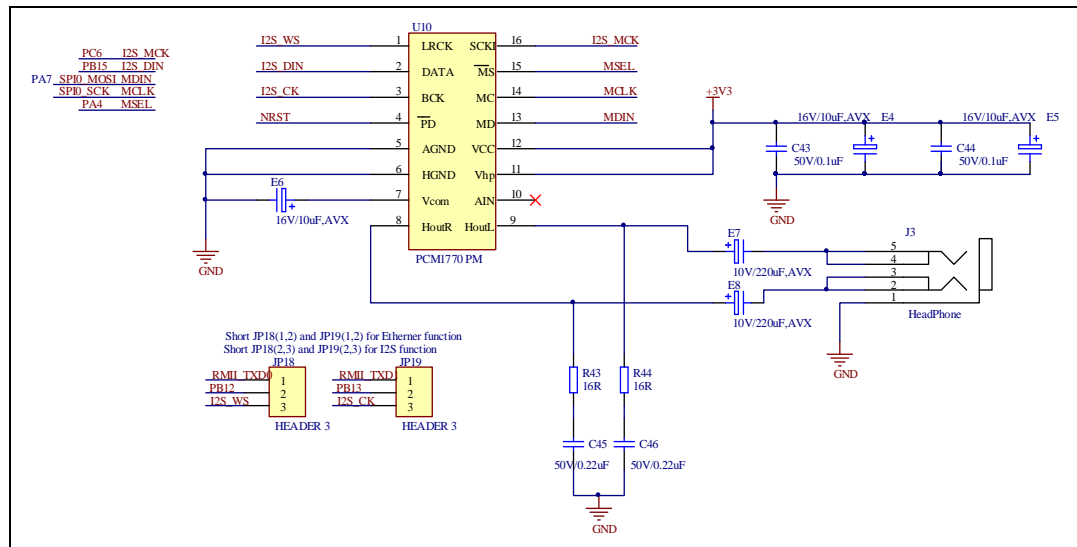 U10
PC6 I2S_MCK
PB15 I2S_DIN
PA7 SPI0_MOSI MDIN
SPI0_SCK MCLK
PA4 MSEL
I2S_WS 1 LRCK SCKI 16 I2S_MCK
I2S_DIN 2 DATA MS 15 MSEL
I2S_CK 3 BCK MC 14 MCLK
NRST 4 PD MD 13 MDIN
5 AGND VCC 12
6 HGND Vhp 11
7 Vcom AIN 10
8 HoutR HoutL 9
PCM1770 PM
E6
16V/10uF,AVX
GND
+3V3
16V/10uF,AVX E4
16V/10uF,AVX E5
C43
50V/0.1uF
C44
50V/0.1uF
GND
E7
10V/220uF,AVX
E8
10V/220uF,AVX
J3
5
4
3
2
1
HeadPhone
GND
Short JP18(1,2) and JP19(1,2) for Etherner function
Short JP18(2,3) and JP19(2,3) for I2S function
JP18
RMII_TXD0 1
PB12 2
I2S_WS 3
HEADER 3
JP19
RMII_TXD1 1
PB13 2
I2S_CK 3
HEADER 3
R43
16R
R44
16R
C45
50V/0.22uF
C46
50V/0.22uF
GND